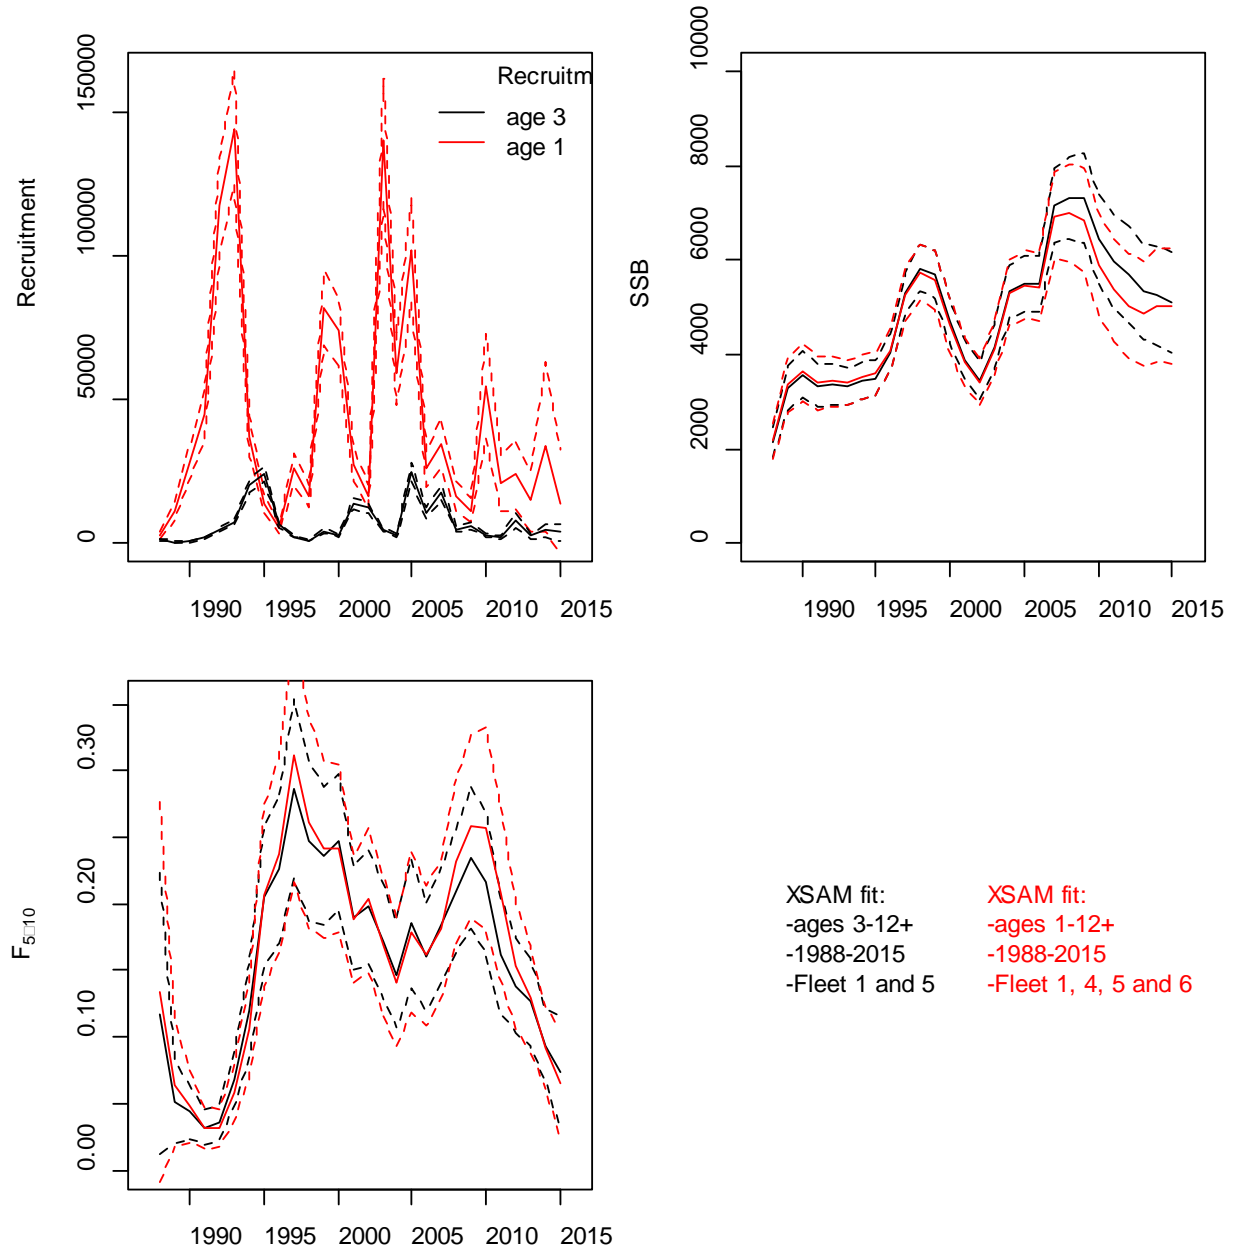 Recruitment
150000
100000
50000
0
Recruitm
age 3
age 1
1990 1995 2000 2005 2010 2015
SSB
10000
8000
6000
4000
2000
0
1990 1995 2000 2005 2010 2015
F5□10
0.30
0.20
0.10
0.00
1990 1995 2000 2005 2010 2015
XSAM fit:
-ages 3-12+
-1988-2015
-Fleet 1 and 5
XSAM fit:
-ages 1-12+
-1988-2015
-Fleet 1, 4, 5 and 6